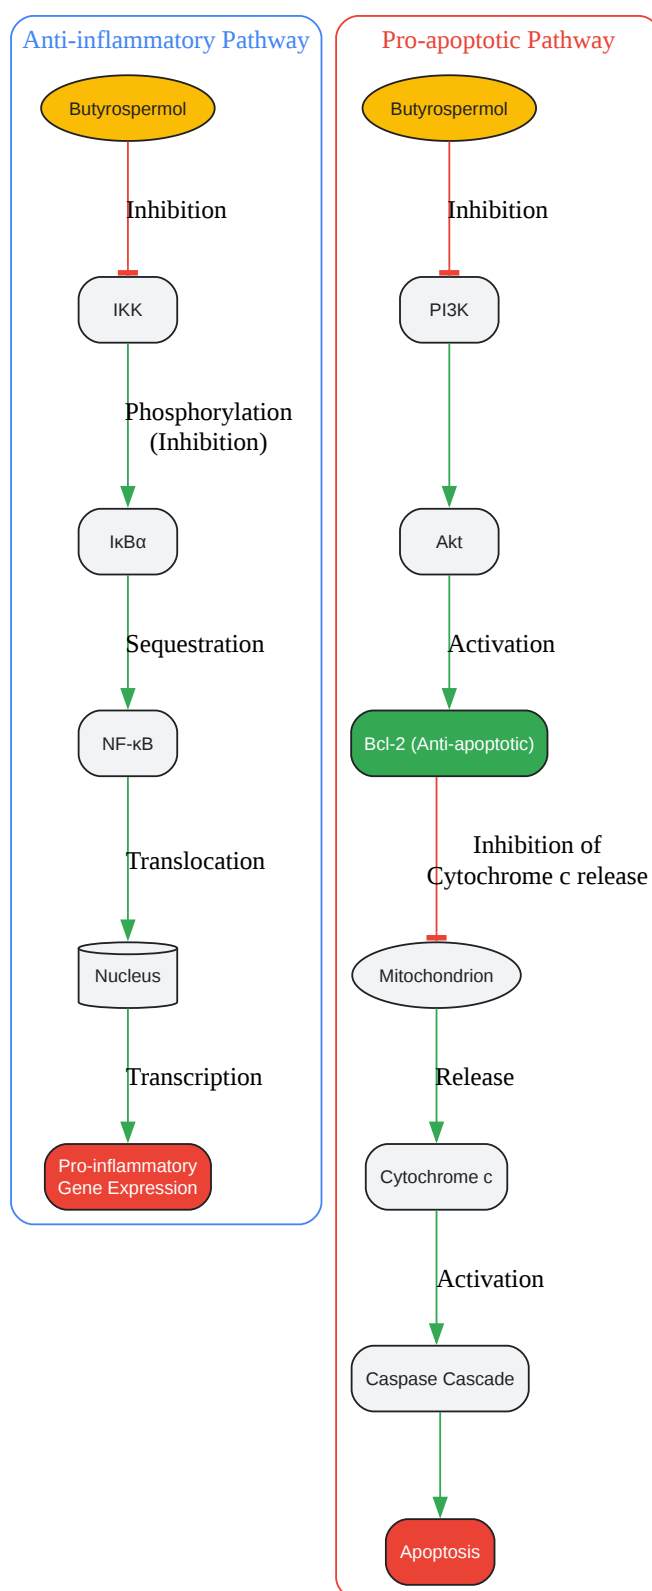 Anti-inflammatory Pathway
Butyrospermol
Inhibition
IKK
Phosphorylation
(Inhibition)
IκBα
Sequestration
NF-κB
Translocation
Nucleus
Transcription
Pro-inflammatory
Gene Expression
Pro-apoptotic Pathway
Butyrospermol
Inhibition
PI3K
Akt
Activation
Bcl-2 (Anti-apoptotic)
Inhibition of
Cytochrome c release
Mitochondrion
Release
Cytochrome c
Activation
Caspase Cascade
Apoptosis